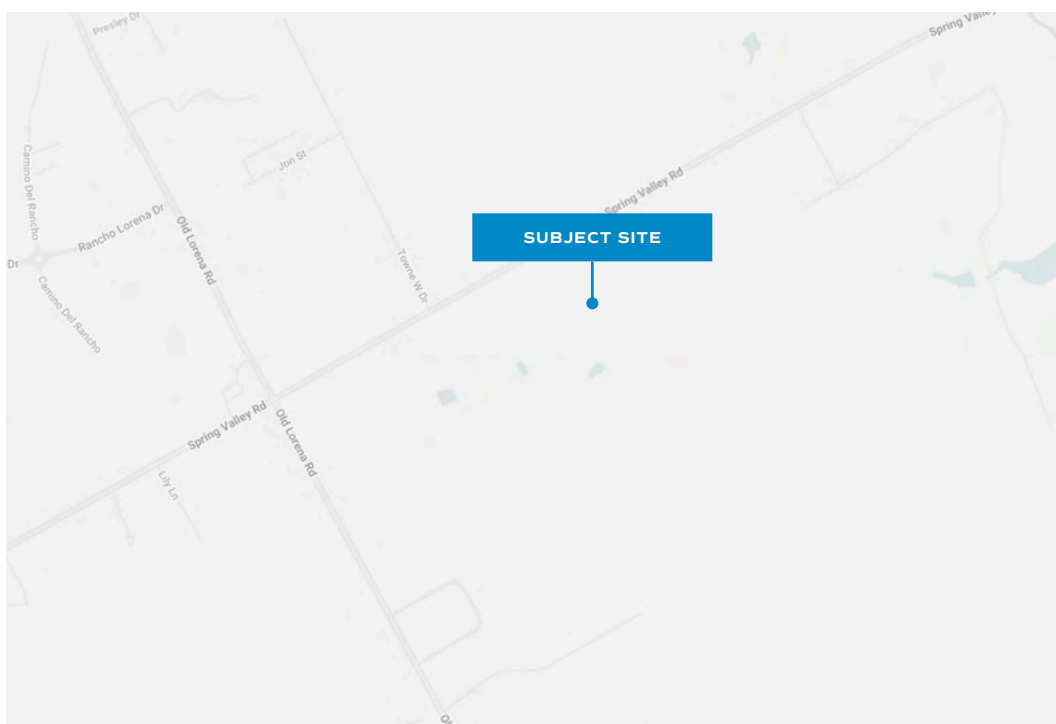 Presley Dr
Spring Valley
Spring Valley Rd
Jon St
Camino Del Rancho
Rancho Lorena Dr
Old Lorena Rd
SUBJECT SITE
Dr
Towne W Dr
Camino Del Rancho
Spring Valley Rd
Old Lorena Rd
Lily Ln